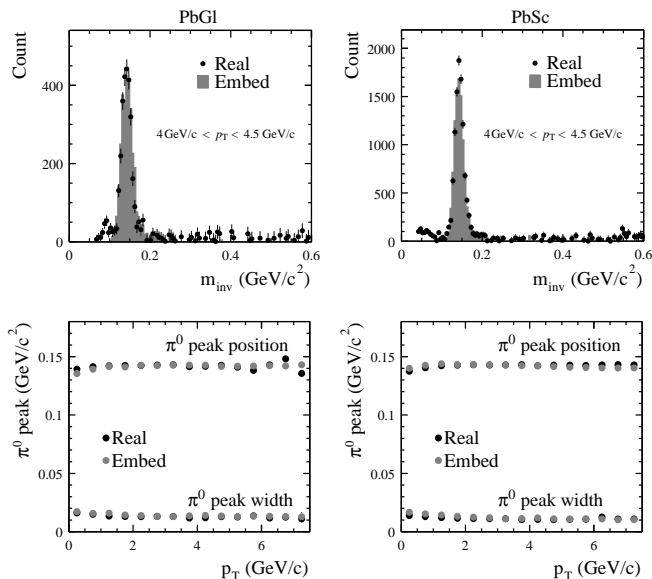 PbGl
PbSc
Count
400
200
0
Real
Embed
4 GeV/c < pT < 4.5 GeV/c
0 0.2 0.4 0.6
minv (GeV/c²)
Count
2000
1500
1000
500
0
Real
Embed
4 GeV/c < pT < 4.5 GeV/c
0 0.2 0.4 0.6
minv (GeV/c²)
π⁰ peak (GeV/c²)
0.15
0.1
0.05
0
π⁰ peak position
Real
Embed
π⁰ peak width
0 2 4 6
pT (GeV/c)
π⁰ peak (GeV/c²)
0.15
0.1
0.05
0
π⁰ peak position
Real
Embed
π⁰ peak width
0 2 4 6
pT (GeV/c)